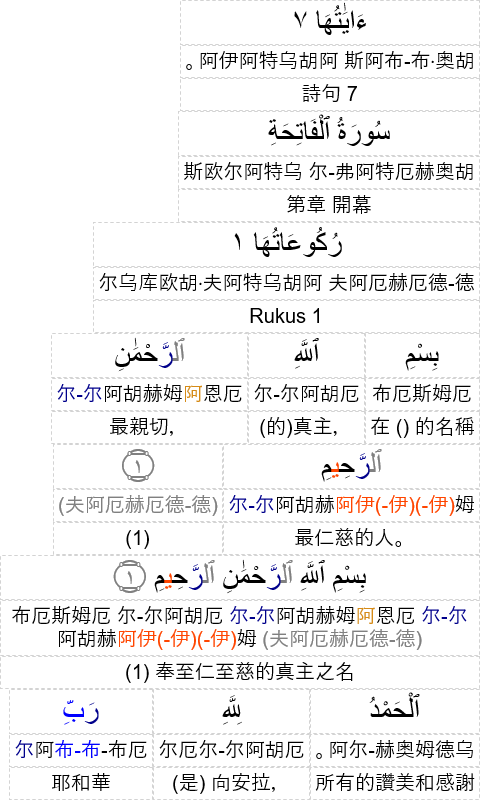 ءَايَٰتُهَا ٧
阿伊阿特乌胡阿 斯阿布-布·奥胡 。
詩句 7
سُورَةُ ٱلْفَاتِحَةِ
斯欧尔阿特乌 尔-弗阿特厄赫奥胡
第章 開幕
رُكُوعَاتُهَا ١
尔乌库欧胡·夫阿特乌胡阿 夫阿厄赫厄德-德
Rukus 1
بِسْمِ ٱللَّهِ ٱلرَّحْمَٰنِ
布厄斯姆厄 尔-尔阿胡厄 尔-尔阿胡赫姆阿恩厄
在 () 的名稱 (的)真主, 最親切,
ٱلرَّحِيمِ ١
尔-尔阿胡赫阿伊(-伊)(-伊)姆 (夫阿厄赫厄德-德)
最仁慈的人。 (1)
بِسْمِ ٱللَّهِ ٱلرَّحْمَٰنِ ٱلرَّحِيمِ ١
布厄斯姆厄 尔-尔阿胡厄 尔-尔阿胡赫姆阿恩厄 尔-尔
阿胡赫阿伊(-伊)(-伊)姆 (夫阿厄赫厄德-德)
(1) 奉至仁至慈的真主之名
ٱلْحَمْدُ لِلَّهِ رَبِّ
阿尔-赫奥姆德乌 。 尔厄尔-尔阿胡厄 尔阿布-布-布厄
所有的讚美和感謝 (是) 向安拉, 耶和華